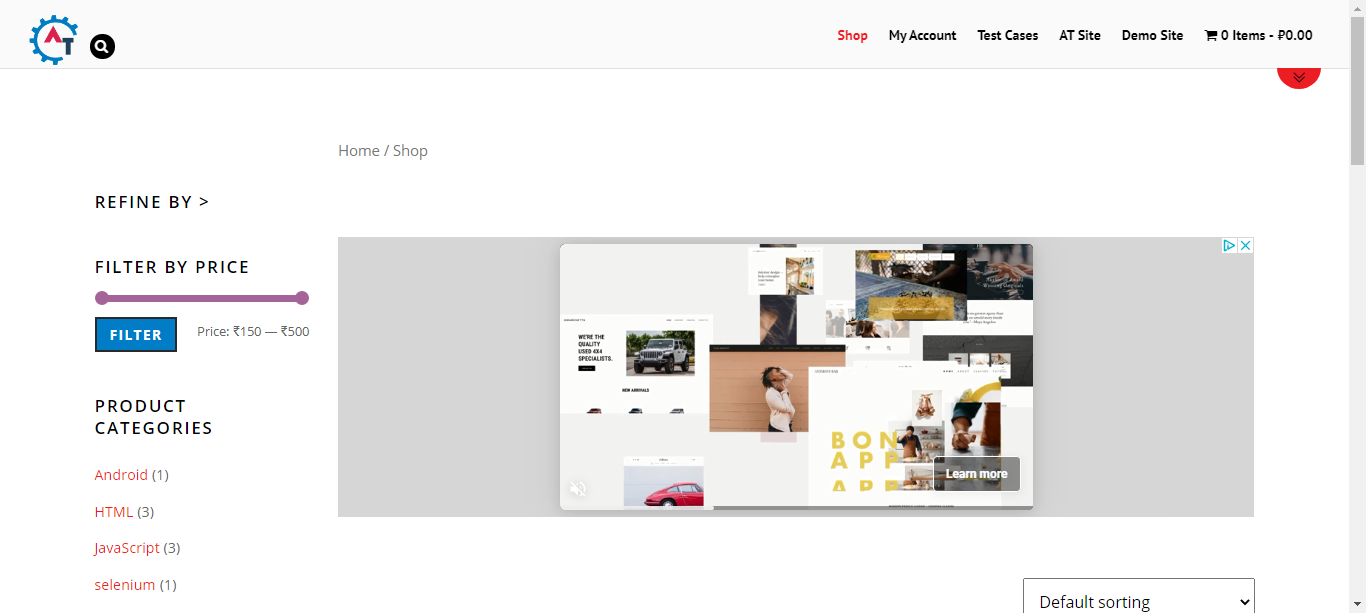 AT
Shop
My Account
Test Cases
AT Site
Demo Site
0 Items - ₽0.00
Home / Shop
REFINE BY >
FILTER BY PRICE
FILTER
Price: ₹150 — ₹500
PRODUCT
CATEGORIES
Android (1)
HTML (3)
JavaScript (3)
selenium (1)
WE'RE THE
QUALITY
USED 4X4
SPECIALISTS.
NEW ARRIVALS
BON
APP
APP
Learn more
Default sorting